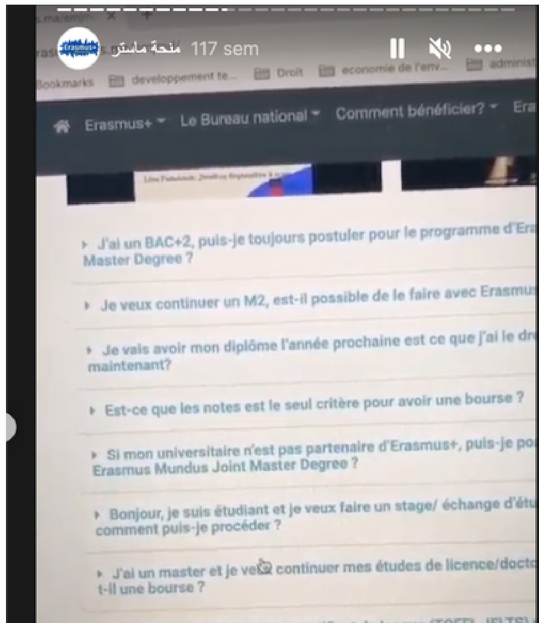 Erasmus+ منحة ماستر 117 sem
Bookmarks developpement te... Droit economie de l'env... administ
Erasmus+ Le Bureau national Comment bénéficier? Era
J'ai un BAC+2, puis-je toujours postuler pour le programme d'Era
Master Degree ?
Je veux continuer un M2, est-il possible de le faire avec Erasmus
Je vais avoir mon diplôme l'année prochaine est ce que j'ai le dr
maintenant?
Est-ce que les notes est le seul critère pour avoir une bourse ?
Si mon universitaire n'est pas partenaire d'Erasmus+, puis-je po
Erasmus Mundus Joint Master Degree ?
Bonjour, je suis étudiant et je veux faire un stage/ échange d'étu
comment puis-je procéder ?
J'ai un master et je veux continuer mes études de licence/docto
t-il une bourse ?